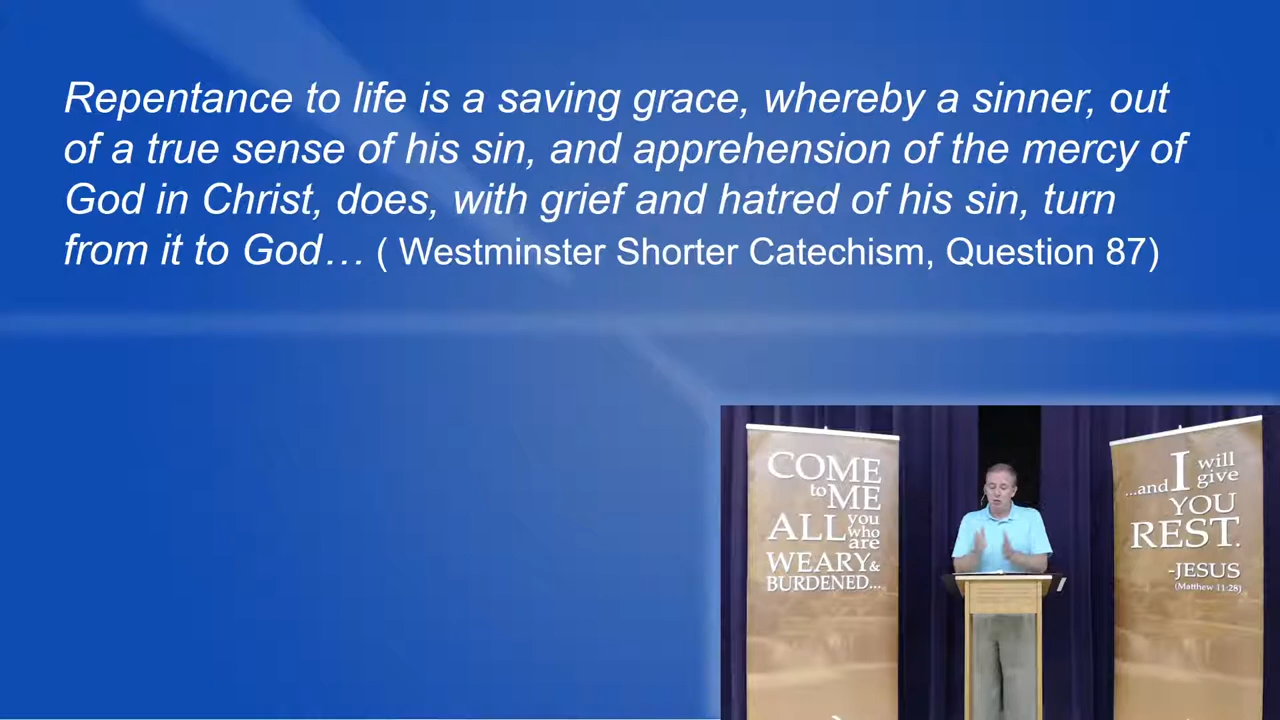 Repentance to life is a saving grace, whereby a sinner, out
of a true sense of his sin, and apprehension of the mercy of
God in Christ, does, with grief and hatred of his sin, turn
from it to God… ( Westminster Shorter Catechism, Question 87)
COME
to ME
ALL you who are
WEARY &
BURDENED...
...and I will give
YOU
REST.
-JESUS
(Matthew 11:28)